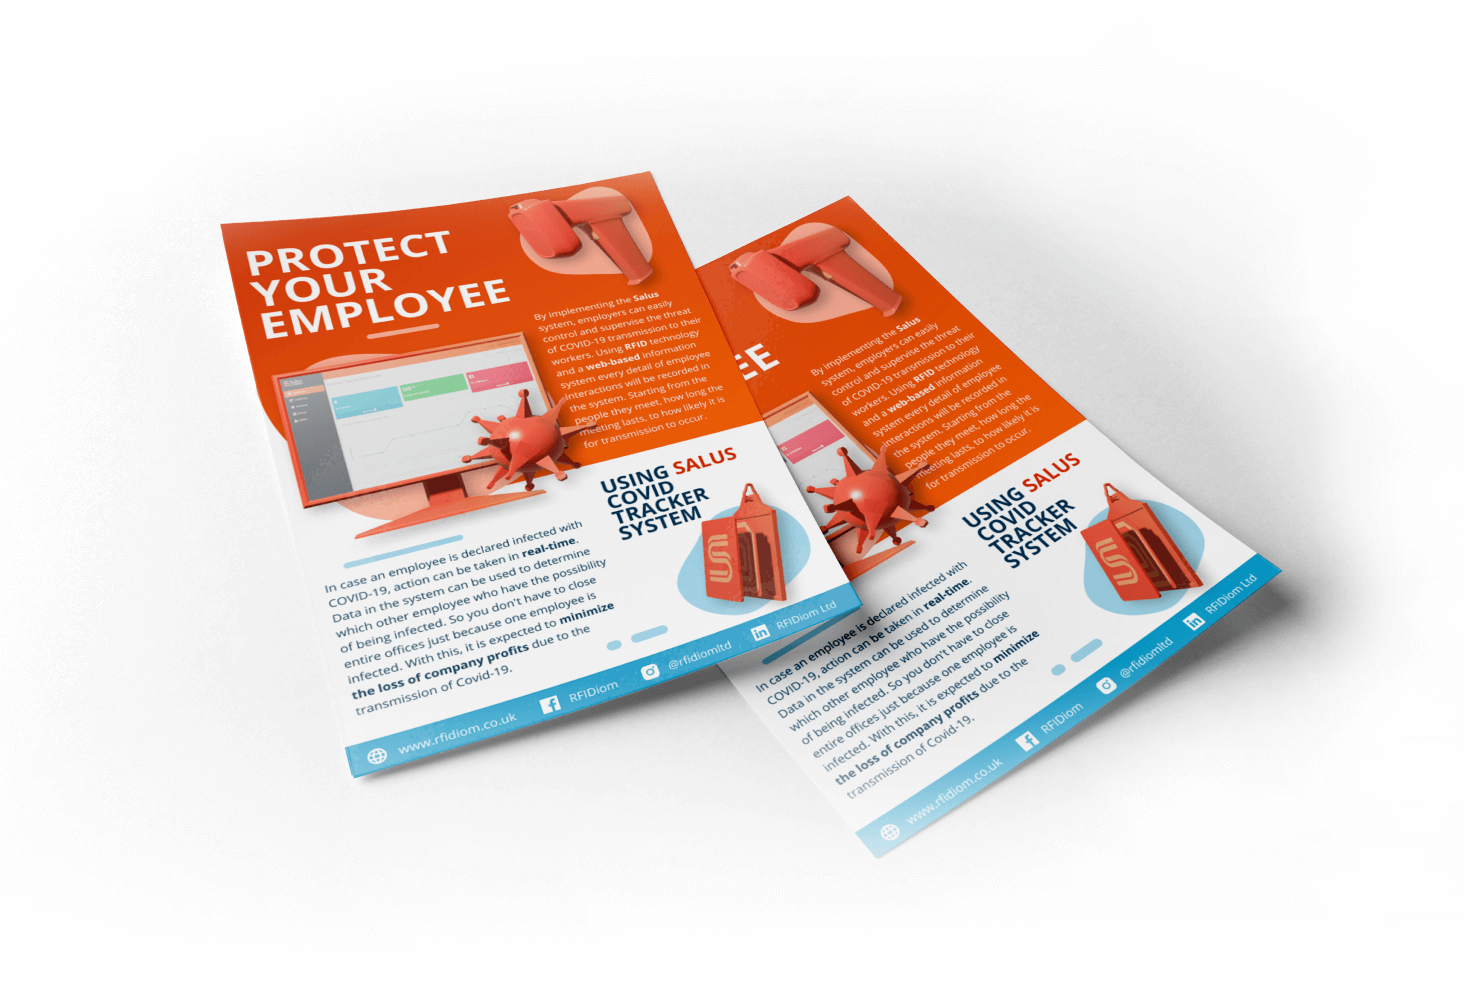 PROTECT
YOUR
EMPLOYEE
By implementing the Salus
system, employers can easily
control and supervise the threat
of COVID-19 transmission to their
workers. Using RFID technology
and a web-based information
system every detail of employee
interactions will be recorded in
the system. Starting from the
people they meet, how long the
meeting lasts, to how likely it is
for transmission to occur.
USING SALUS
COVID
TRACKER
SYSTEM
In case an employee is declared infected with
COVID-19, action can be taken in real-time.
Data in the system can be used to determine
which other employee who have the possibility
of being infected. So you don't have to close
entire offices just because one employee is
infected. With this, it is expected to minimize
the loss of company profits due to the
transmission of Covid-19.
www.rfidiom.co.uk
RFIDiom
@rfidiomltd
RFIDiom Ltd
EE
By implementing the Salus
system, employers can easily
control and supervise the threat
of COVID-19 transmission to their
workers. Using RFID technology
and a web-based information
system every detail of employee
interactions will be recorded in
the system. Starting from the
people they meet, how long the
meeting lasts, to how likely it is
for transmission to occur.
USING SALUS
COVID
TRACKER
SYSTEM
In case an employee is declared infected with
COVID-19, action can be taken in real-time.
Data in the system can be used to determine
which other employee who have the possibility
of being infected. So you don't have to close
entire offices just because one employee is
infected. With this, it is expected to minimize
the loss of company profits due to the
transmission of Covid-19.
www.rfidiom.co.uk
RFIDiom
@rfidiomltd
RFIDiom Ltd